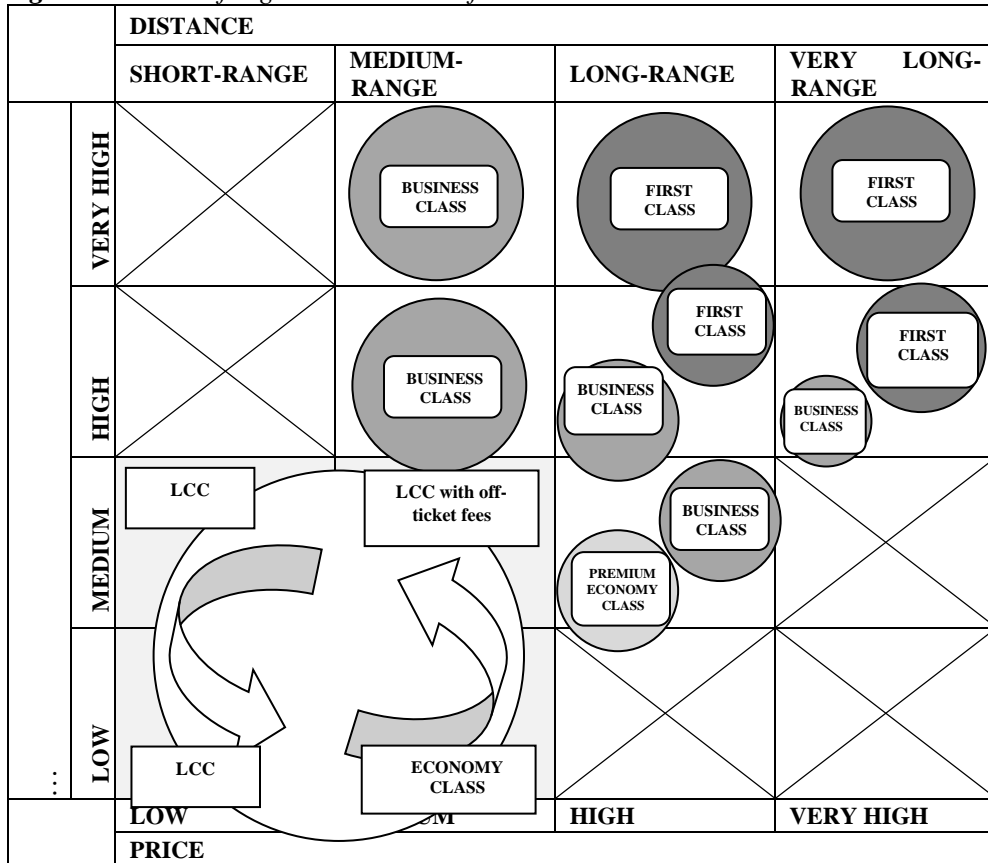 DISTANCE
SHORT-RANGE
MEDIUM-
RANGE
LONG-RANGE
VERY LONG-
RANGE
VERY HIGH
BUSINESS
CLASS
FIRST
CLASS
FIRST
CLASS
HIGH
BUSINESS
CLASS
FIRST
CLASS
BUSINESS
CLASS
FIRST
CLASS
BUSINESS
CLASS
MEDIUM
LCC
LCC with off-
ticket fees
BUSINESS
CLASS
PREMIUM
ECONOMY
CLASS
LOW
…
LCC
ECONOMY
CLASS
LOW
HIGH
VERY HIGH
PRICE